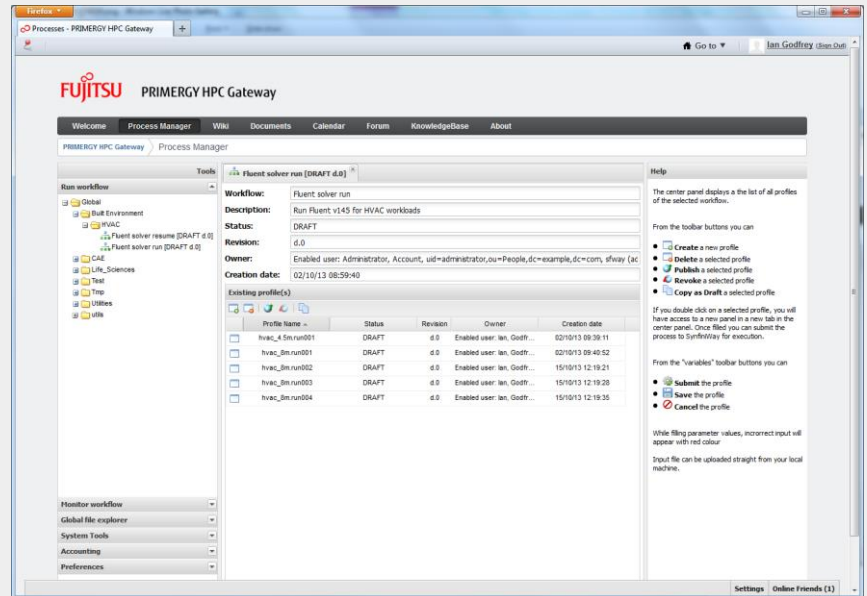 Firefox
Processes - PRIMERGY HPC Gateway
+
Go to ▼
Ian Godfrey (Sign Out)
FUJITSU PRIMERGY HPC Gateway
Welcome Process Manager Wiki Documents Calendar Forum KnowledgeBase About
PRIMERGY HPC Gateway Process Manager
Tools
Run workflow
Global
Built Environment
HVAC
Fluent solver resume [DRAFT d.0]
Fluent solver run [DRAFT d.0]
CAE
Life_Sciences
Test
Tmp
Utilities
utils
Monitor workflow
Global file explorer
System Tools
Accounting
Preferences
Fluent solver run [DRAFT d.0]
Workflow: Fluent solver run
Description: Run Fluent v145 for HVAC workloads
Status: DRAFT
Revision: d.0
Owner: Enabled user: Administrator, Account, uid=administrator,ou=People,dc=example,dc=com, sfway (ac
Creation date: 02/10/13 08:59:40
Existing profile(s)
Profile Name Status Revision Owner Creation date
hvac_4.5m.run001 DRAFT d.0 Enabled user: Ian, Godfr... 02/10/13 09:39:11
hvac_8m.run001 DRAFT d.0 Enabled user: Ian, Godfr... 02/10/13 09:40:52
hvac_8m.run002 DRAFT d.0 Enabled user: Ian, Godfr... 15/10/13 12:19:21
hvac_8m.run003 DRAFT d.0 Enabled user: Ian, Godfr... 15/10/13 12:19:28
hvac_8m.run004 DRAFT d.0 Enabled user: Ian, Godfr... 15/10/13 12:19:35
Help
The center panel displays a the list of all profiles
of the selected workflow.
From the toolbar buttons you can
Create a new profile
Delete a selected profile
Publish a selected profile
Revoke a selected profile
Copy as Draft a selected profile
If you double click on a selected profile, you will
have access to a new panel in a new tab in the
center panel. Once filled you can submit the
process to SynfiniWay for execution.
From the "variables" toolbar buttons you can
Submit the profile
Save the profile
Cancel the profile
While filling parameter values, incrorrect input will
appear with red colour
Input file can be uploaded straight from your local
machine.
Settings Online Friends (1)